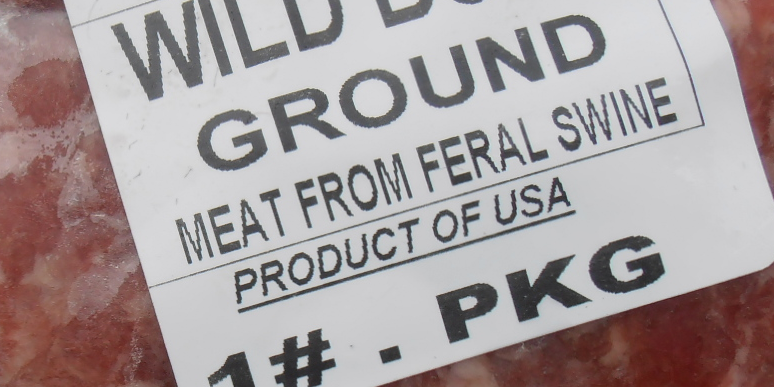 WILD
GROUND
MEAT FROM FERAL SWINE
PRODUCT OF USA
1# - PKG